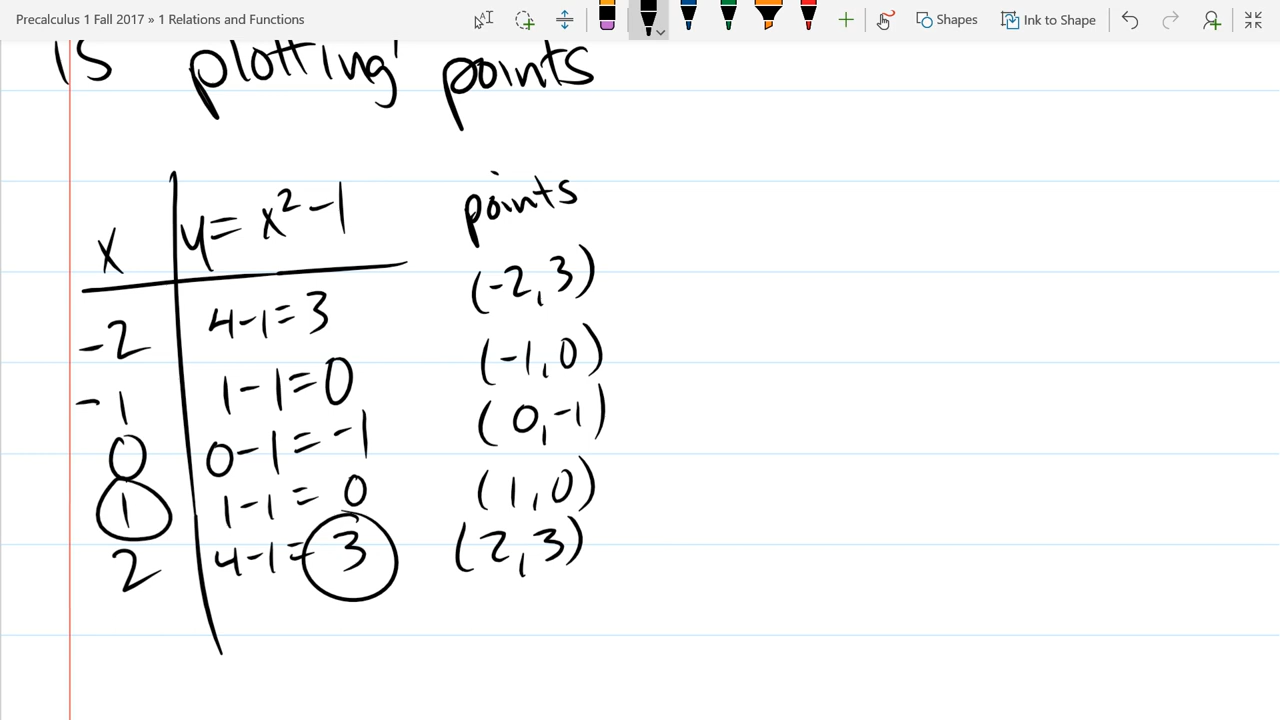 Precalculus 1 Fall 2017 » 1 Relations and Functions
Shapes
Ink to Shape
is plotting points
x y = x² - 1 points
-2 4-1=3 (-2,3)
-1 1-1=0 (-1,0)
0 0-1=-1 (0,-1)
1 1-1=0 (1,0)
2 4-1=3 (2,3)